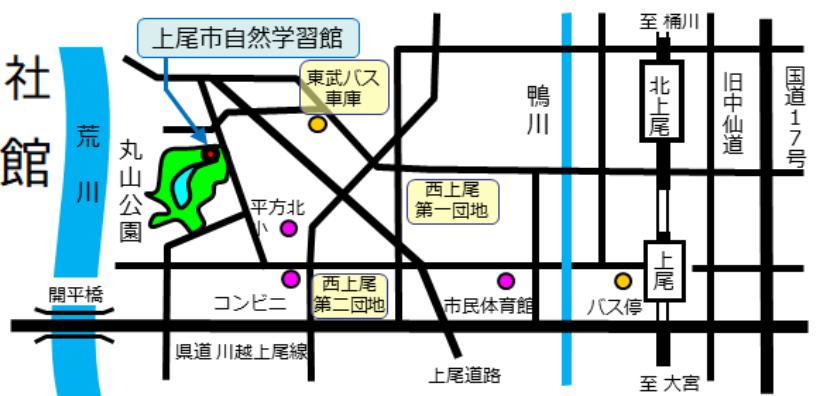 社
館
上尾市自然学習館
至 桶川
東武バス
車庫
北上尾
旧中仙道
国道17号
鴨川
荒川
丸山公園
西上尾
第一団地
平方北
小
上尾
開平橋
コンビニ
西上尾
第二団地
市民体育館
バス停
県道 川越上尾線
上尾道路
至 大宮